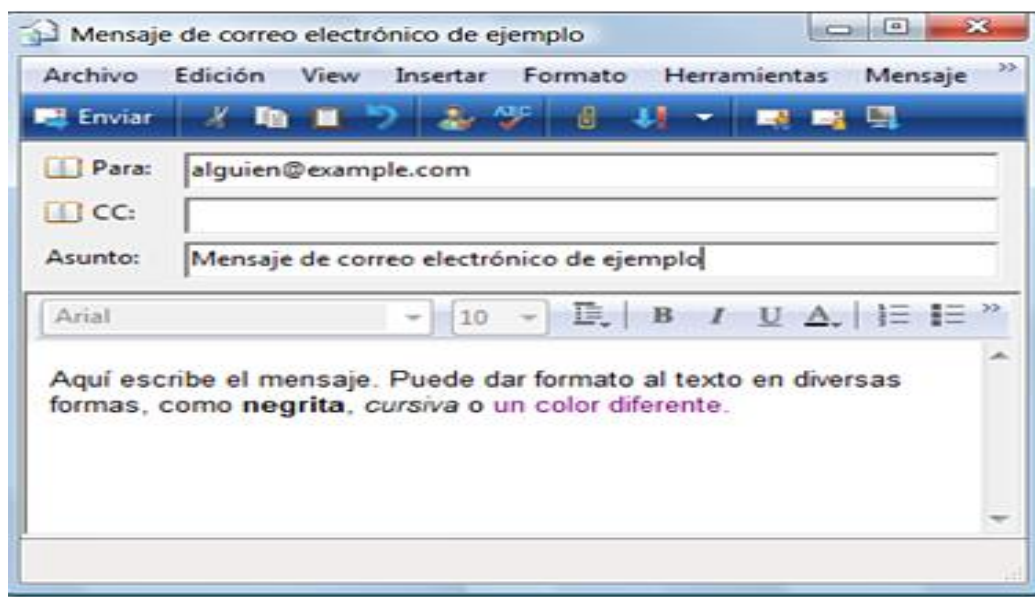 Mensaje de correo electrónico de ejemplo
Archivo Edición View Insertar Formato Herramientas Mensaje »
Enviar ABC
Para: alguien@example.com
CC:
Asunto: Mensaje de correo electrónico de ejemplo
Arial 10 B I U A »
Aquí escribe el mensaje. Puede dar formato al texto en diversas
formas, como negrita, cursiva o un color diferente.